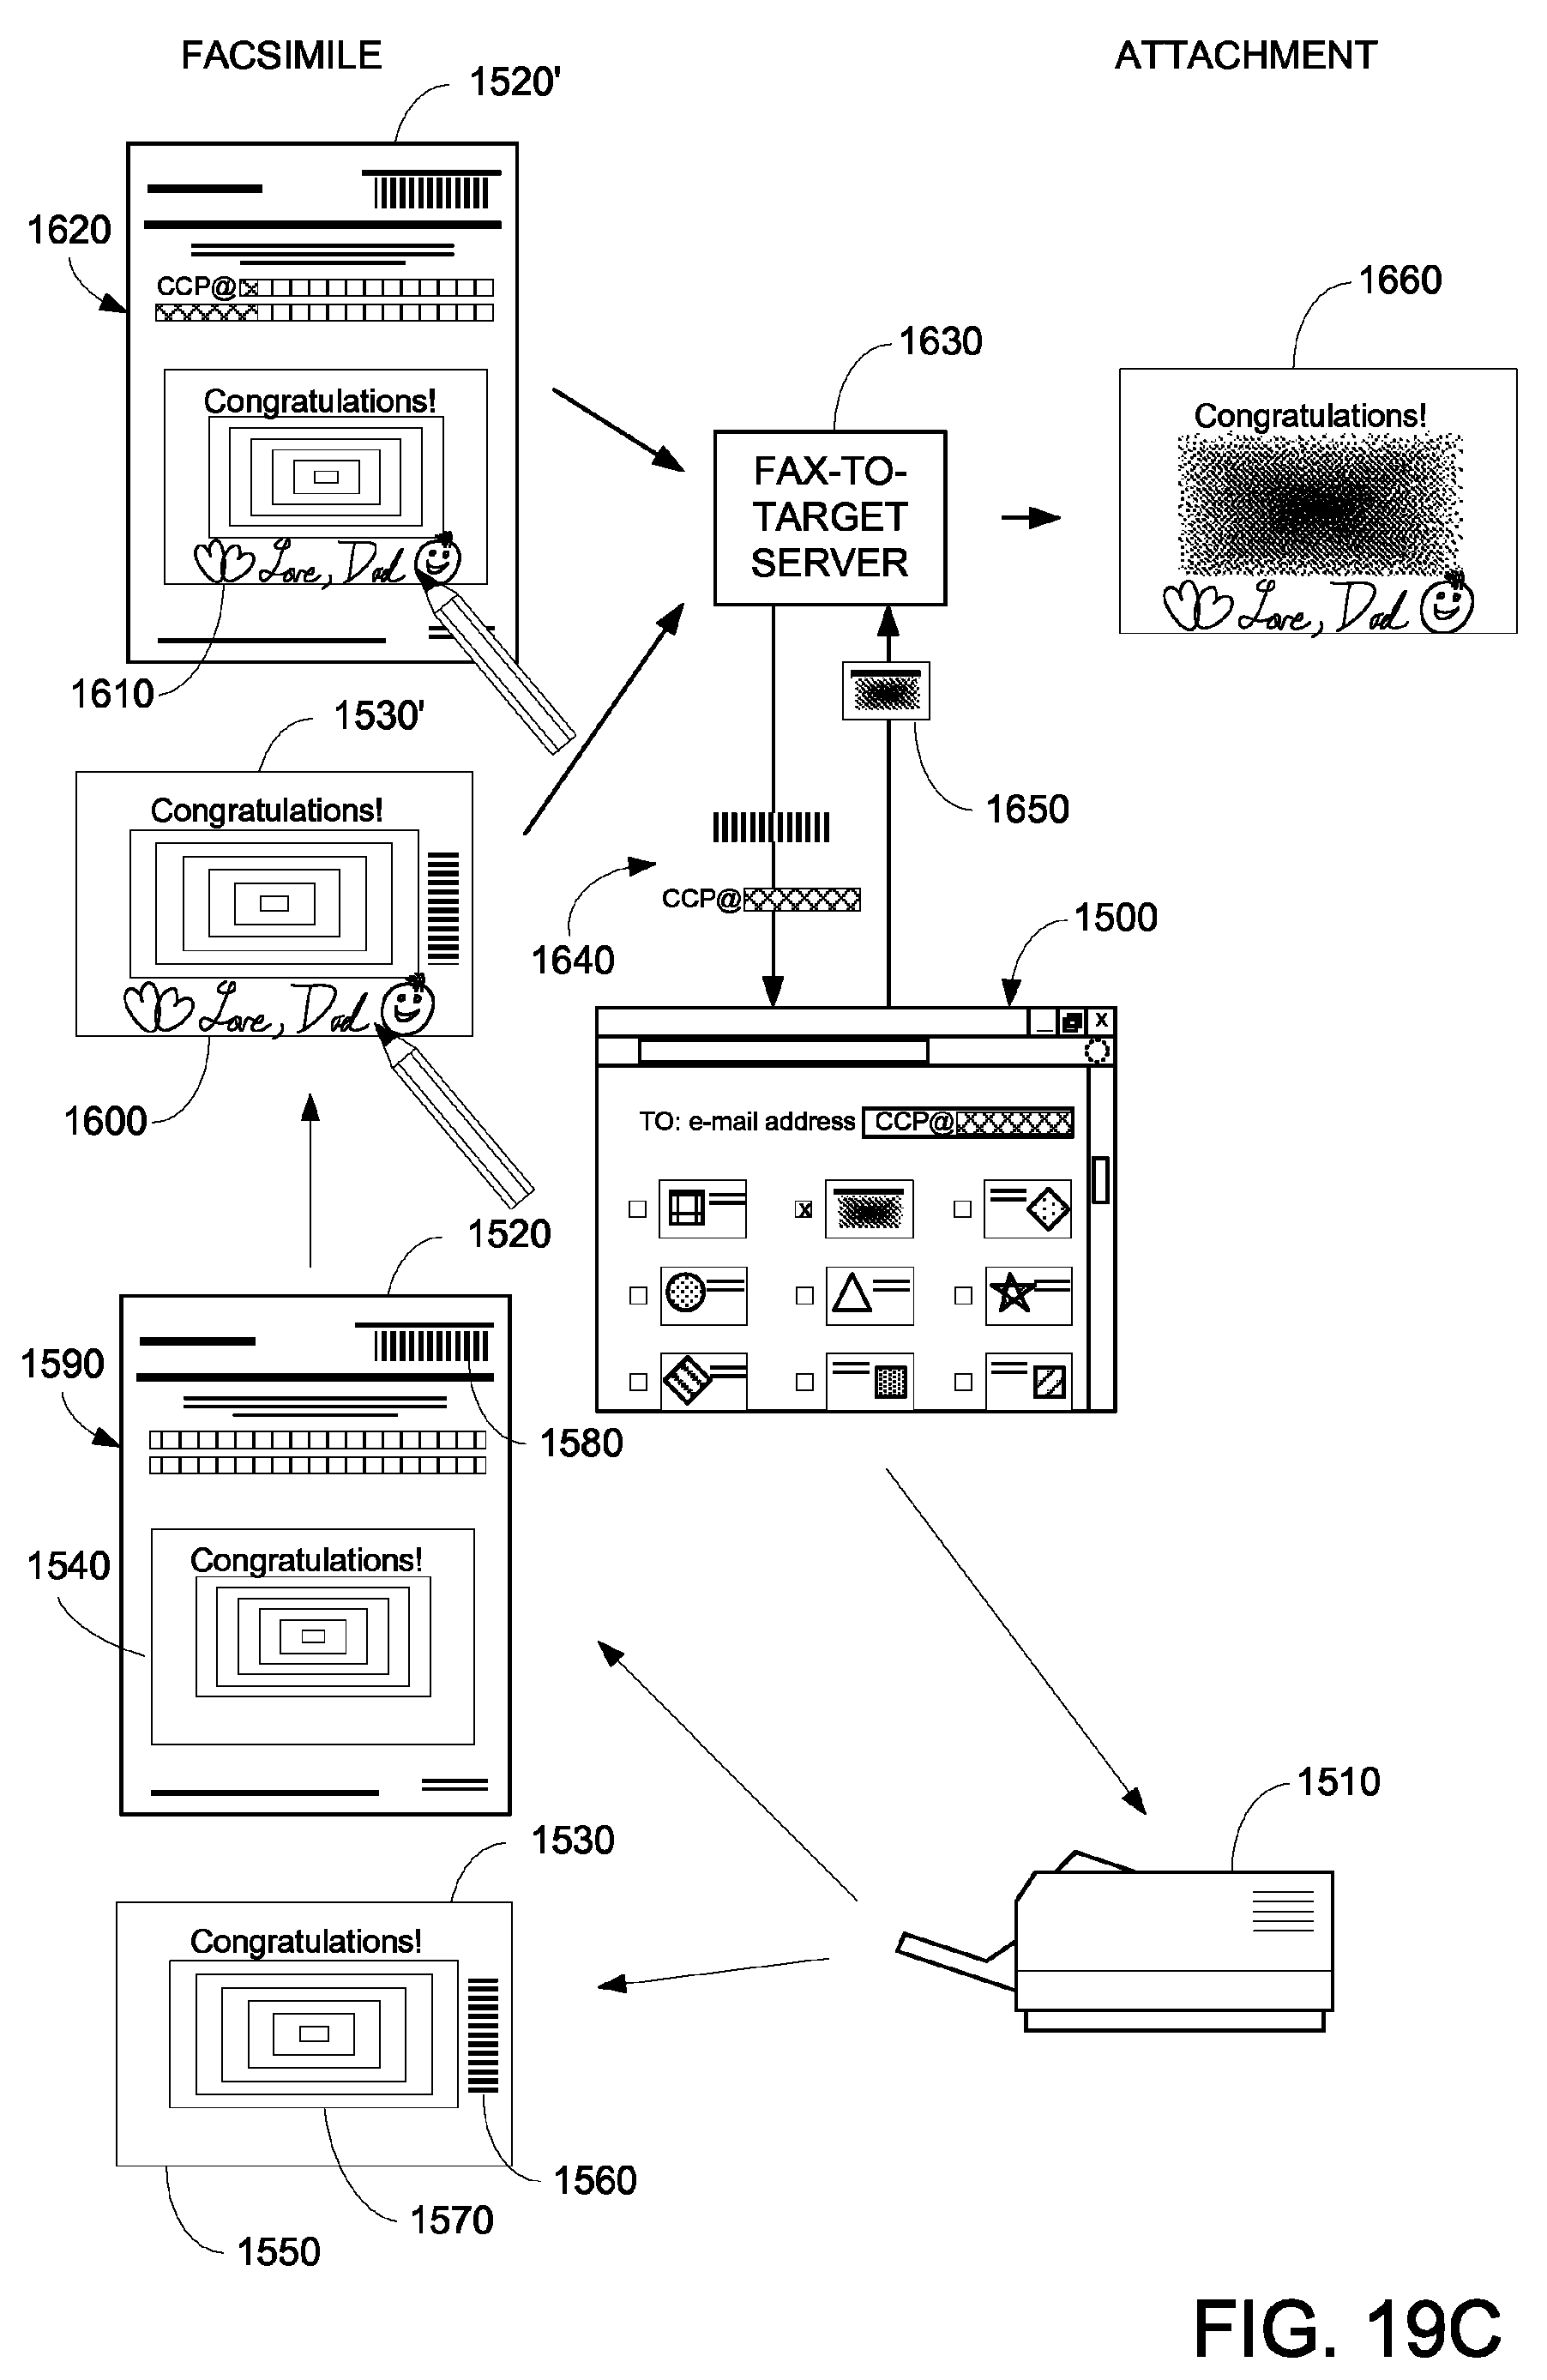 FACSIMILE
ATTACHMENT
1520'
1620
CCP@
1660
1630
Congratulations!
Congratulations!
FAX-TO-
TARGET
SERVER
Love, Dad
Love, Dad
1610
1530'
1650
Congratulations!
CCP@
1640
1500
Love, Dad
X
1600
TO: e-mail address CCP@
X
1520
1590
1580
1540
Congratulations!
1510
1530
Congratulations!
1560
1570
1550
FIG. 19C